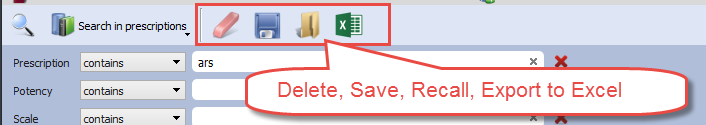 Search in prescriptions
Prescription contains ars
Delete, Save, Recall, Export to Excel
Potency contains
Scale contains